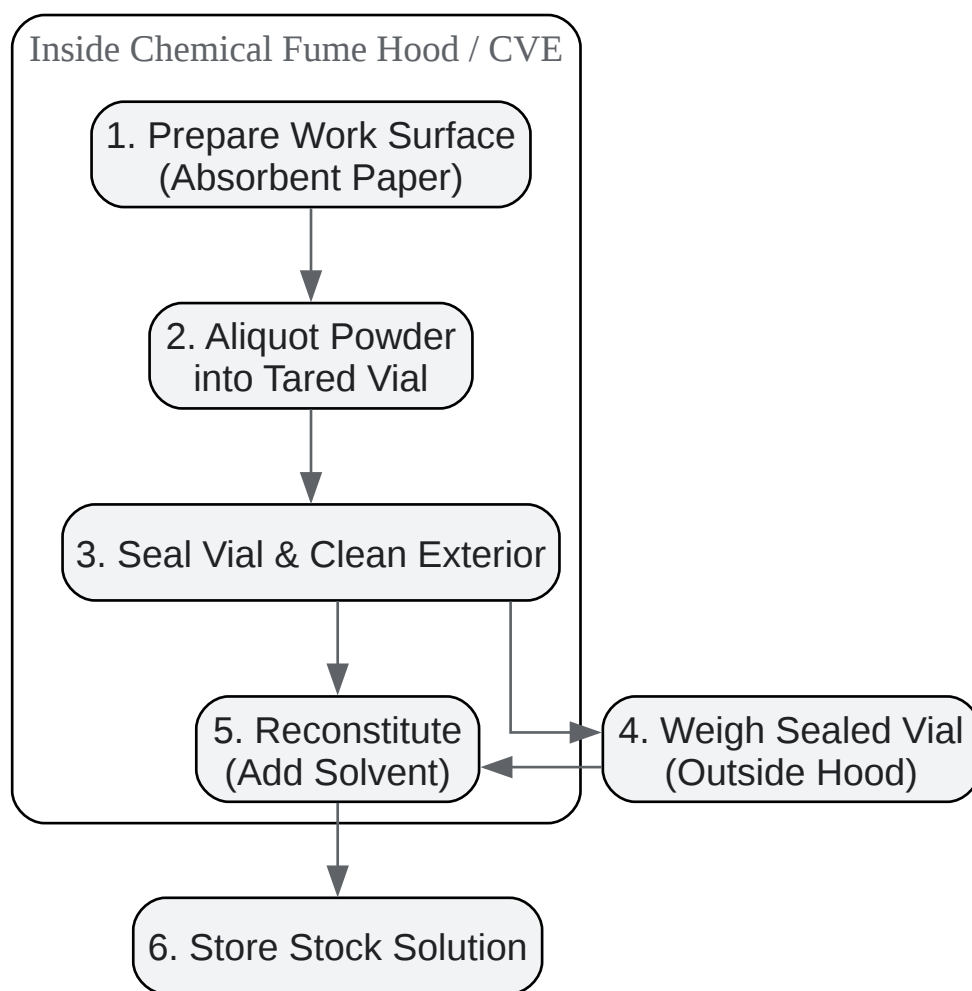 Inside Chemical Fume Hood / CVE
1. Prepare Work Surface
(Absorbent Paper)
2. Aliquot Powder
into Tared Vial
3. Seal Vial & Clean Exterior
5. Reconstitute
(Add Solvent)
4. Weigh Sealed Vial
(Outside Hood)
6. Store Stock Solution